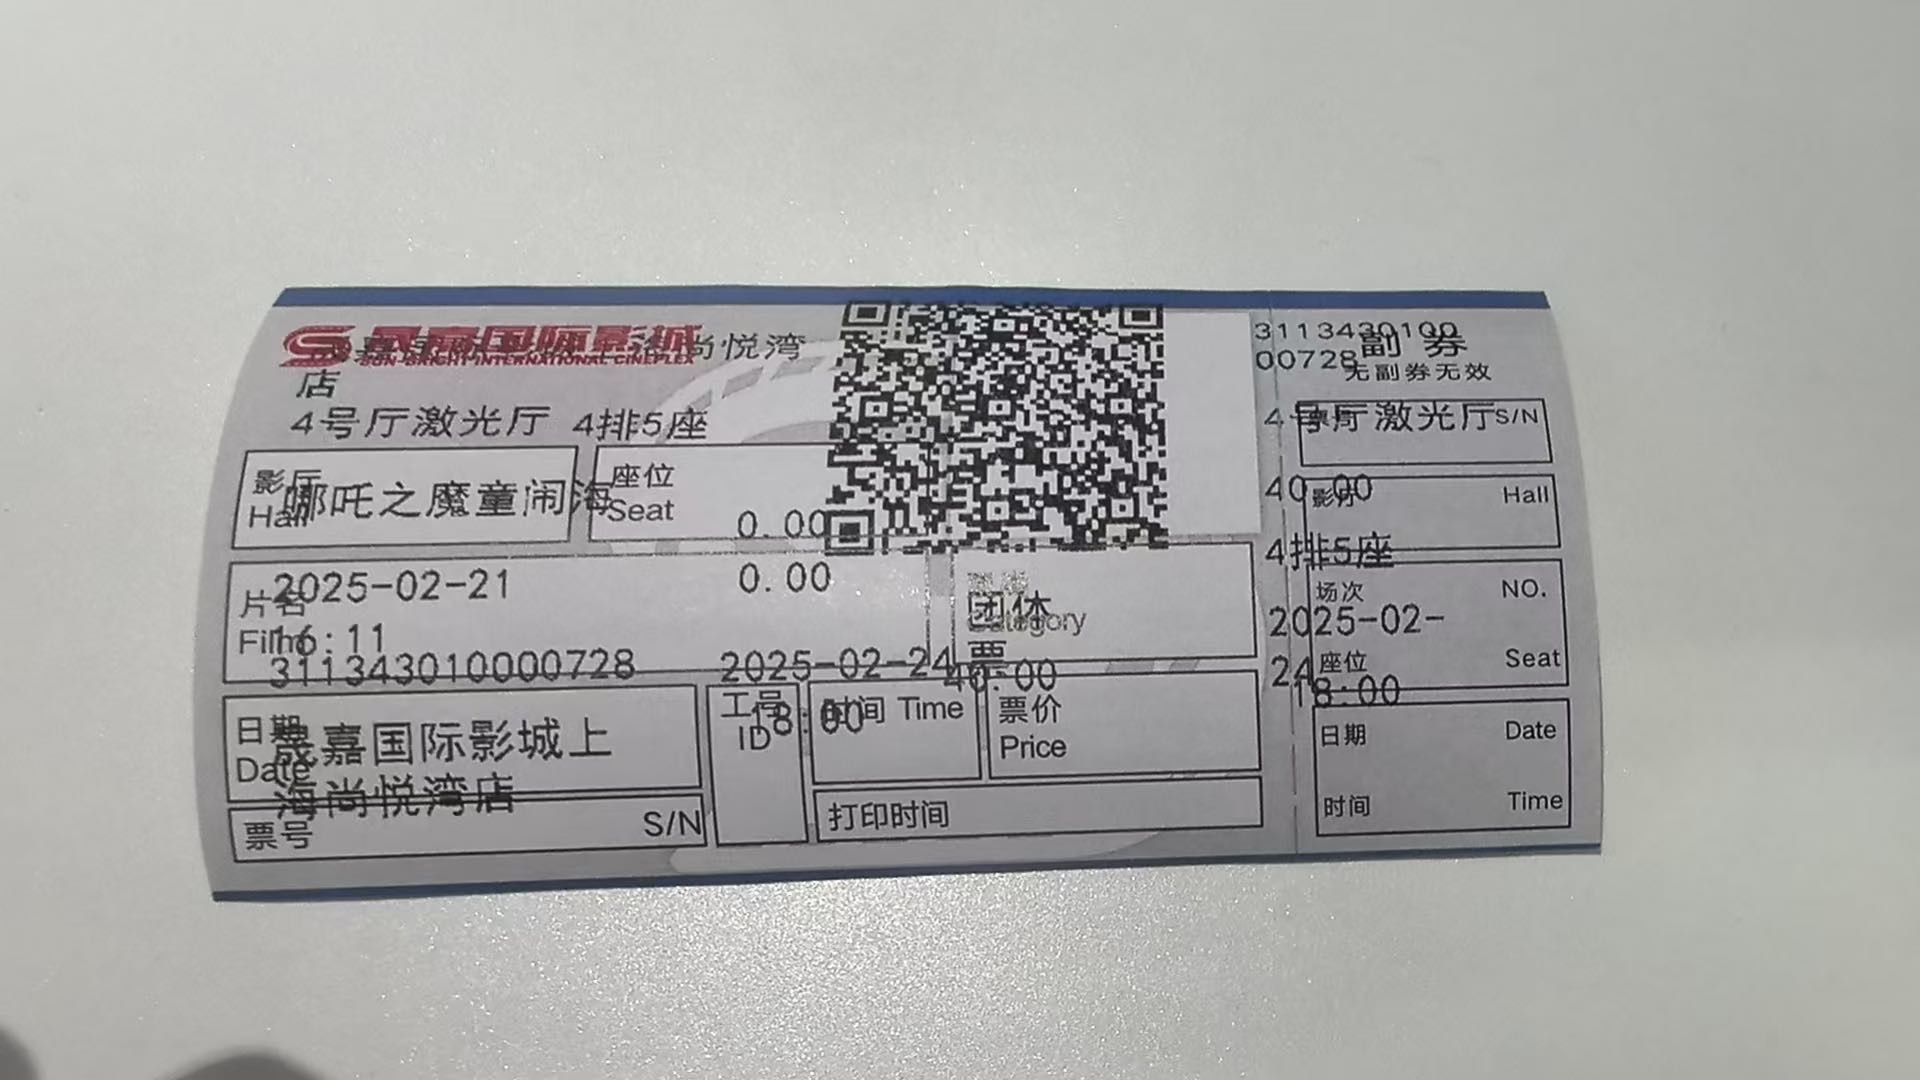 晟嘉国际影城
SUN-BRIGHT INTERNATIONAL CINEPLEX
尚悦湾
店
4号厅激光厅 4排5座
影厅
Hall
座位
Seat
哪吒之魔童闹海
0.00
0.00
片名
Film
2025-02-21
16:11
团体
票
Category
311343010000728
2025-02-24
18:00
40.00
日期
Date
晟嘉国际影城上
海尚悦湾店
工号
ID
时间 Time
票价
Price
票号 S/N
打印时间
3113430100
00728
副 券
无副券无效
4号厅激光厅
票号 S/N
40.00
影厅 Hall
4排5座
场次 NO.
2025-02-
24
座位 Seat
18:00
日期 Date
时间 Time